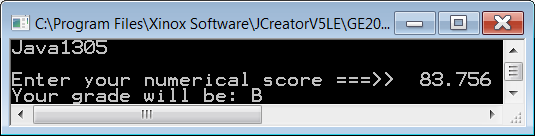 C:\Program Files\Xinox Software\JCreatorV5LE\GE20...
Java1305
Enter your numerical score ===>>  83.756
Your grade will be: B